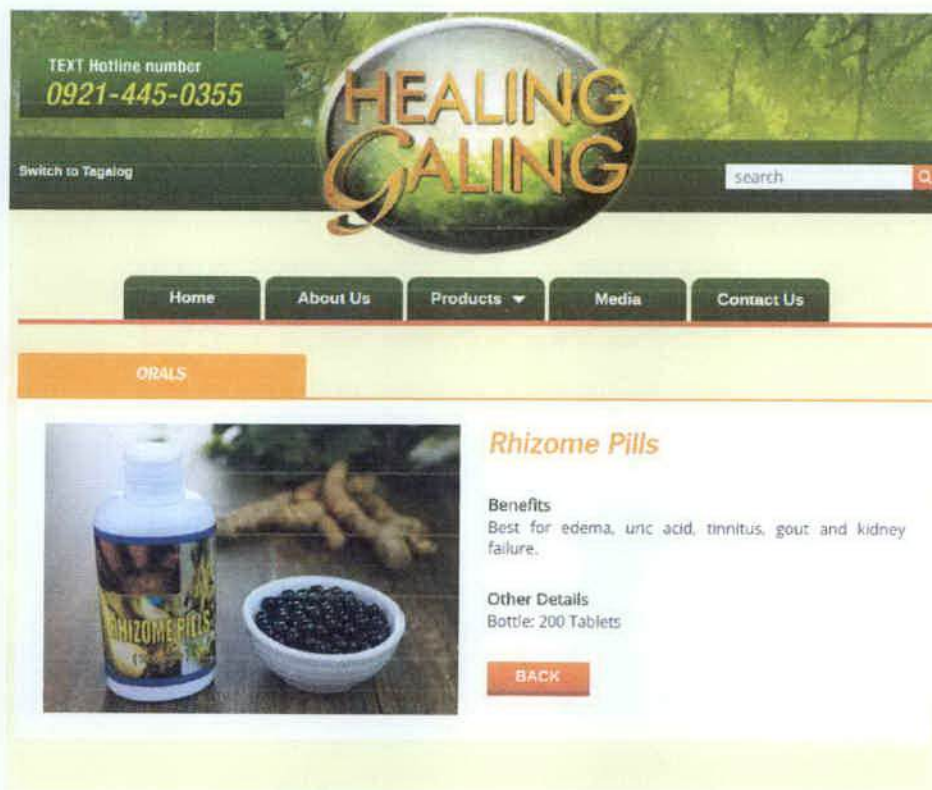 TEXT Hotline number
0921-445-0355
HEALING
GALING
Switch to Tagalog
search
Home
About Us
Products
Media
Contact Us
ORALS
Rhizome Pills
Benefits
Best for edema, uric acid, tinnitus, gout and kidney
failure.
Other Details
Bottle: 200 Tablets
RHIZOME PILLS
BACK